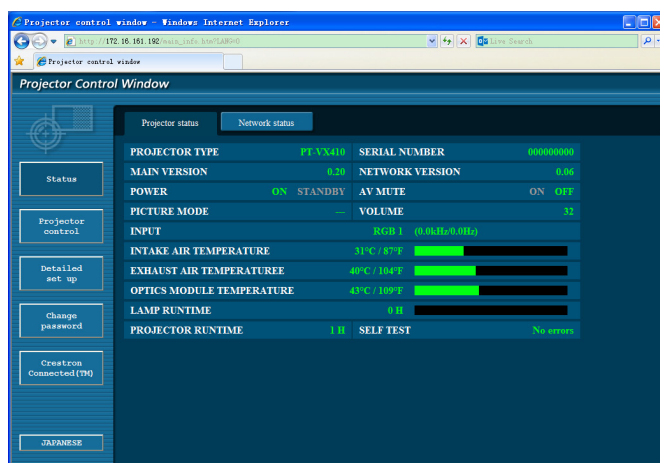 Projector control window - Windows Internet Explorer
http://172.16.161.192/main_info.htm?LANG=0
Live Search
Projector control window
Projector Control Window
Projector status
Network status
Status
Projector control
Detailed set up
Change password
Crestron Connected(TM)
JAPANESE
PROJECTOR TYPE PT-VX410 SERIAL NUMBER 000000000
MAIN VERSION 0.20 NETWORK VERSION 0.06
POWER ON STANDBY AV MUTE ON OFF
PICTURE MODE — VOLUME 32
INPUT RGB 1 (0.0kHz/0.0Hz)
INTAKE AIR TEMPERATURE 31°C / 87°F
EXHAUST AIR TEMPERATUREE 40°C / 104°F
OPTICS MODULE TEMPERATURE 43°C / 109°F
LAMP RUNTIME 0 H
PROJECTOR RUNTIME 1 H SELF TEST No errors